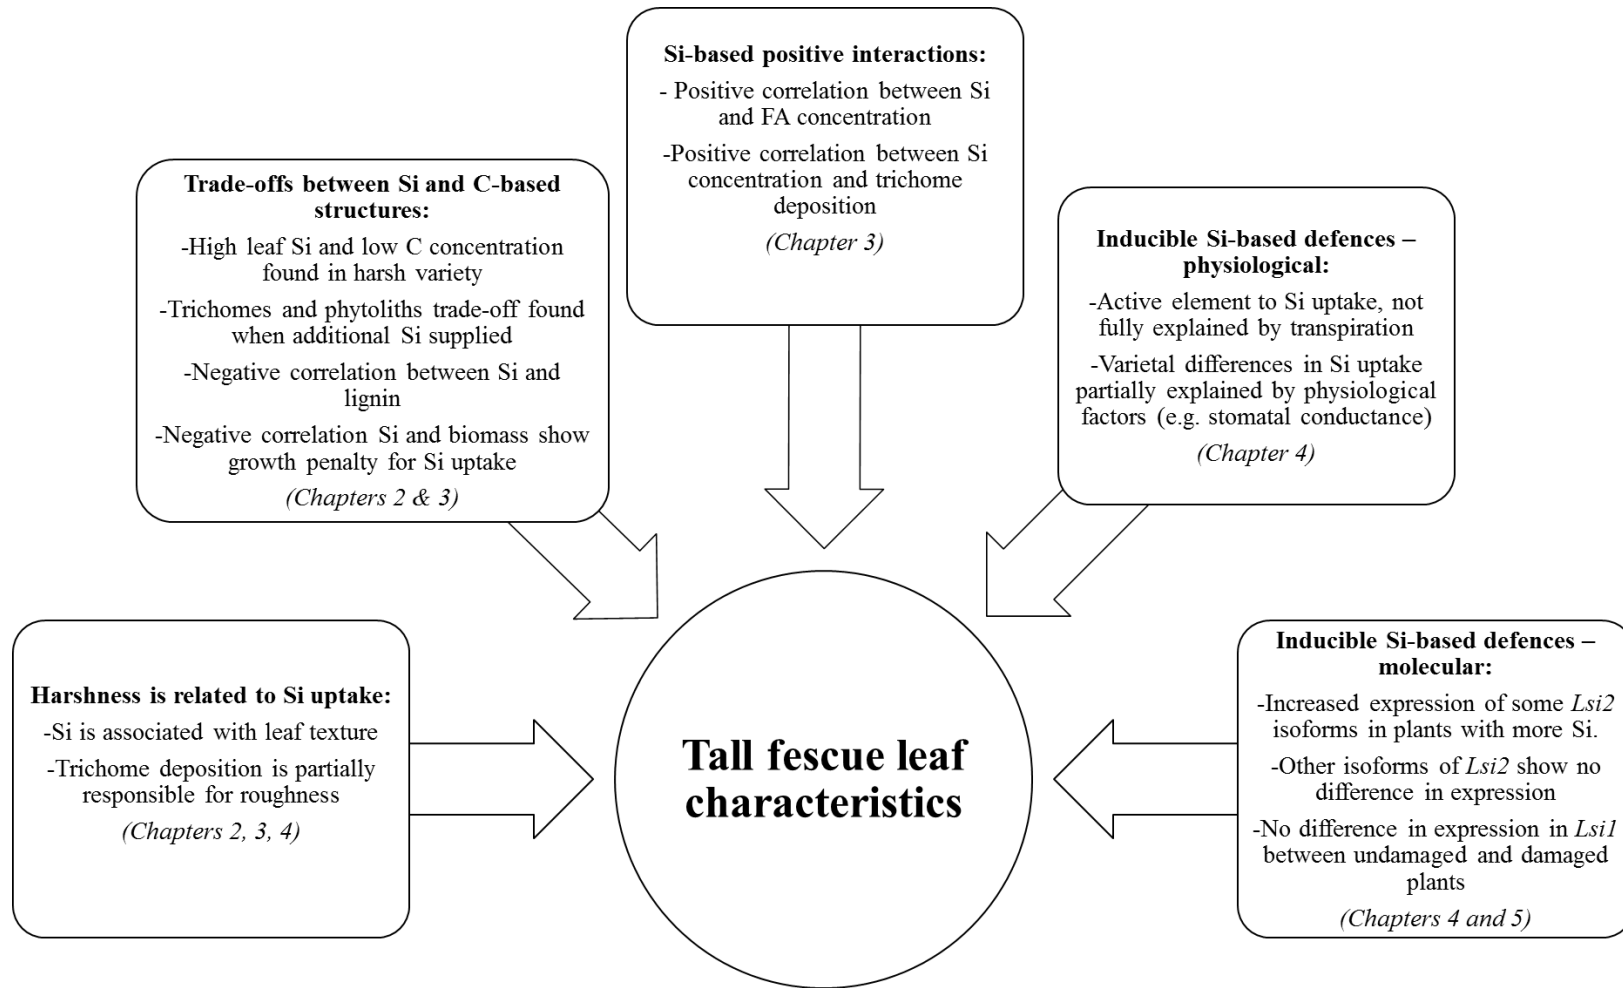 Si-based positive interactions:
- Positive correlation between Si
and FA concentration
-Positive correlation between Si
concentration and trichome
deposition
(Chapter 3)
Trade-offs between Si and C-based
structures:
-High leaf Si and low C concentration
found in harsh variety
-Trichomes and phytoliths trade-off found
when additional Si supplied
-Negative correlation between Si and
lignin
-Negative correlation Si and biomass show
growth penalty for Si uptake
(Chapters 2 & 3)
Inducible Si-based defences –
physiological:
-Active element to Si uptake, not
fully explained by transpiration
-Varietal differences in Si uptake
partially explained by physiological
factors (e.g. stomatal conductance)
(Chapter 4)
Harshness is related to Si uptake:
-Si is associated with leaf texture
-Trichome deposition is partially
responsible for roughness
(Chapters 2, 3, 4)
Tall fescue leaf
characteristics
Inducible Si-based defences –
molecular:
-Increased expression of some Lsi2
isoforms in plants with more Si.
-Other isoforms of Lsi2 show no
difference in expression
-No difference in expression in Lsi1
between undamaged and damaged
plants
(Chapters 4 and 5)